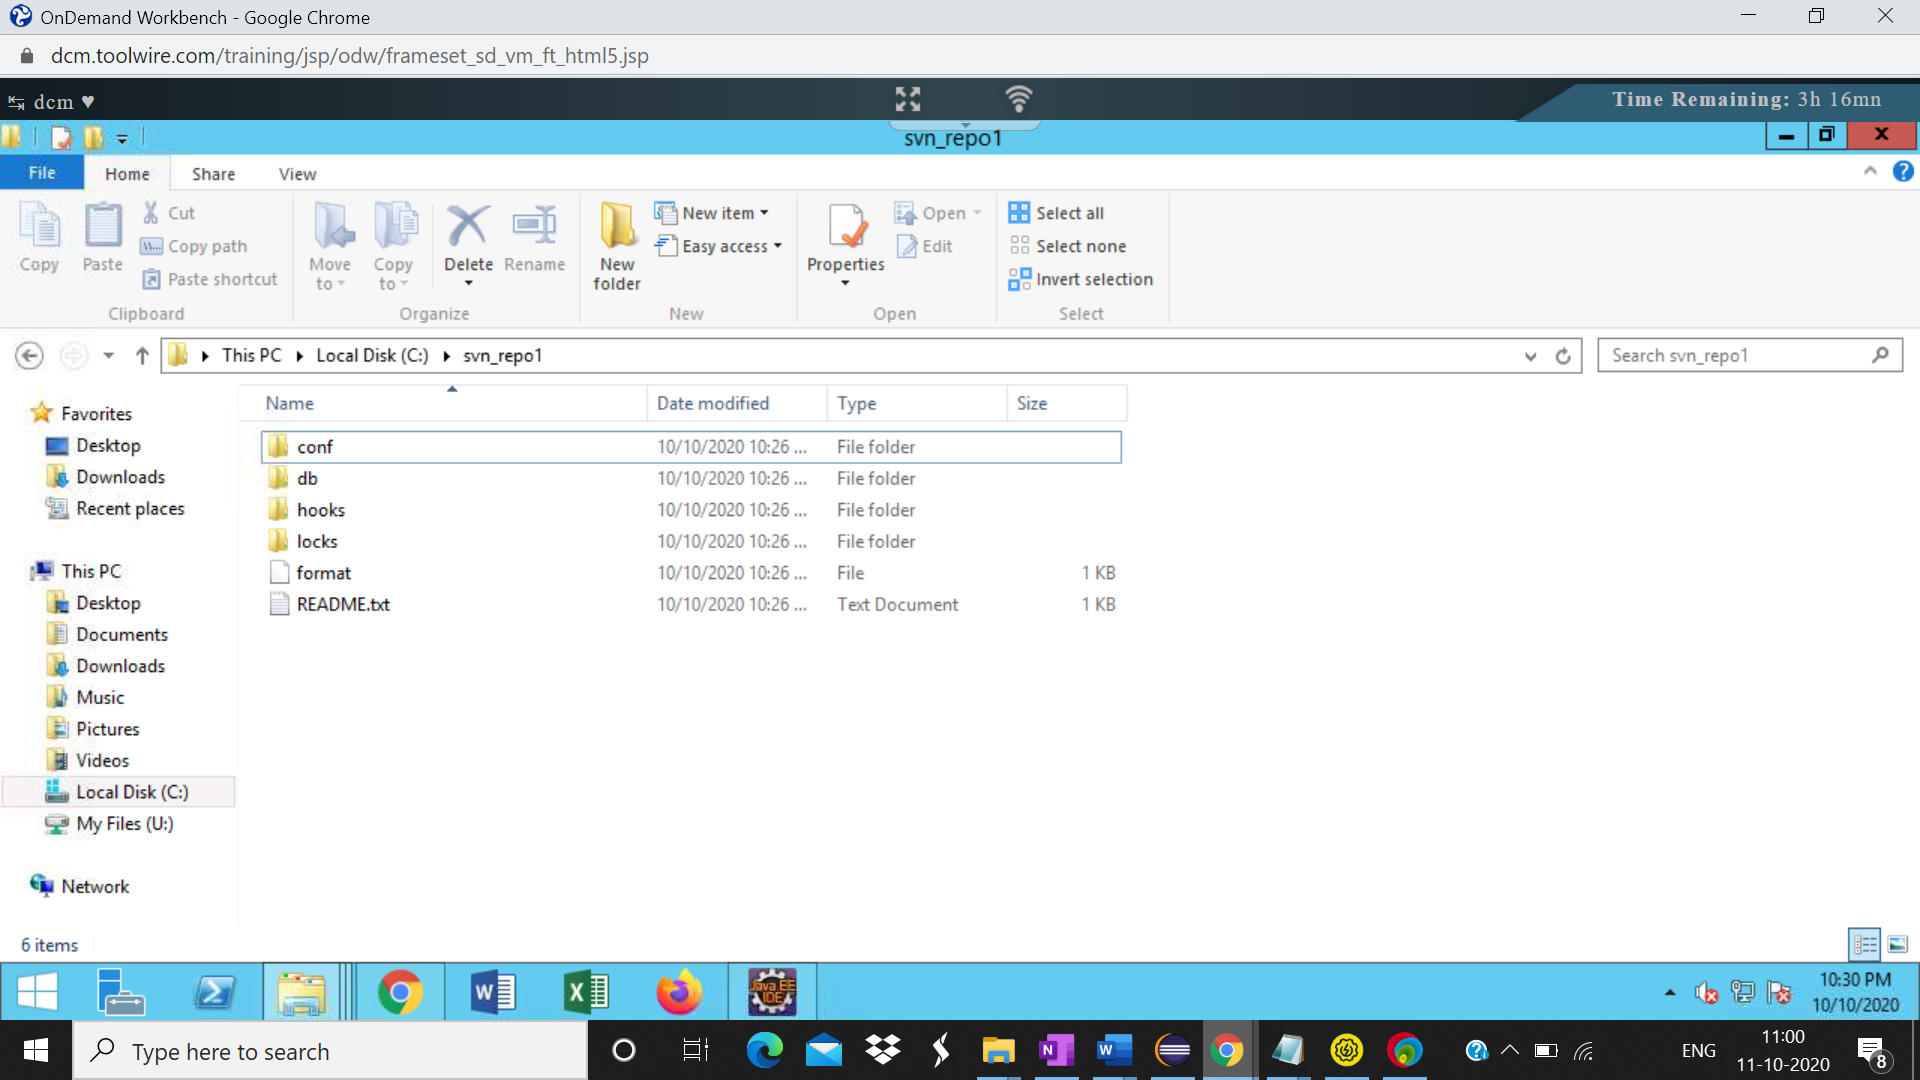 OnDemand Workbench - Google Chrome
dcm.toolwire.com/training/jsp/odw/frameset_sd_vm_ft_html5.jsp
dcm ♥
Time Remaining: 3h 16mn
svn_repo1
File Home Share View
Copy
Paste
Cut
Copy path
Paste shortcut
Clipboard
Move to
Copy to
Delete
Rename
Organize
New folder
New item
Easy access
New
Properties
Open
Edit
Open
Select all
Select none
Invert selection
Select
This PC Local Disk (C:) svn_repo1
Search svn_repo1
Favorites
Desktop
Downloads
Recent places
This PC
Desktop
Documents
Downloads
Music
Pictures
Videos
Local Disk (C:)
My Files (U:)
Network
Name Date modified Type Size
conf 10/10/2020 10:26 ... File folder
db 10/10/2020 10:26 ... File folder
hooks 10/10/2020 10:26 ... File folder
locks 10/10/2020 10:26 ... File folder
format 10/10/2020 10:26 ... File 1 KB
README.txt 10/10/2020 10:26 ... Text Document 1 KB
6 items
Java EE
IDE
10:30 PM
10/10/2020
Type here to search
ENG
11:00
11-10-2020
8